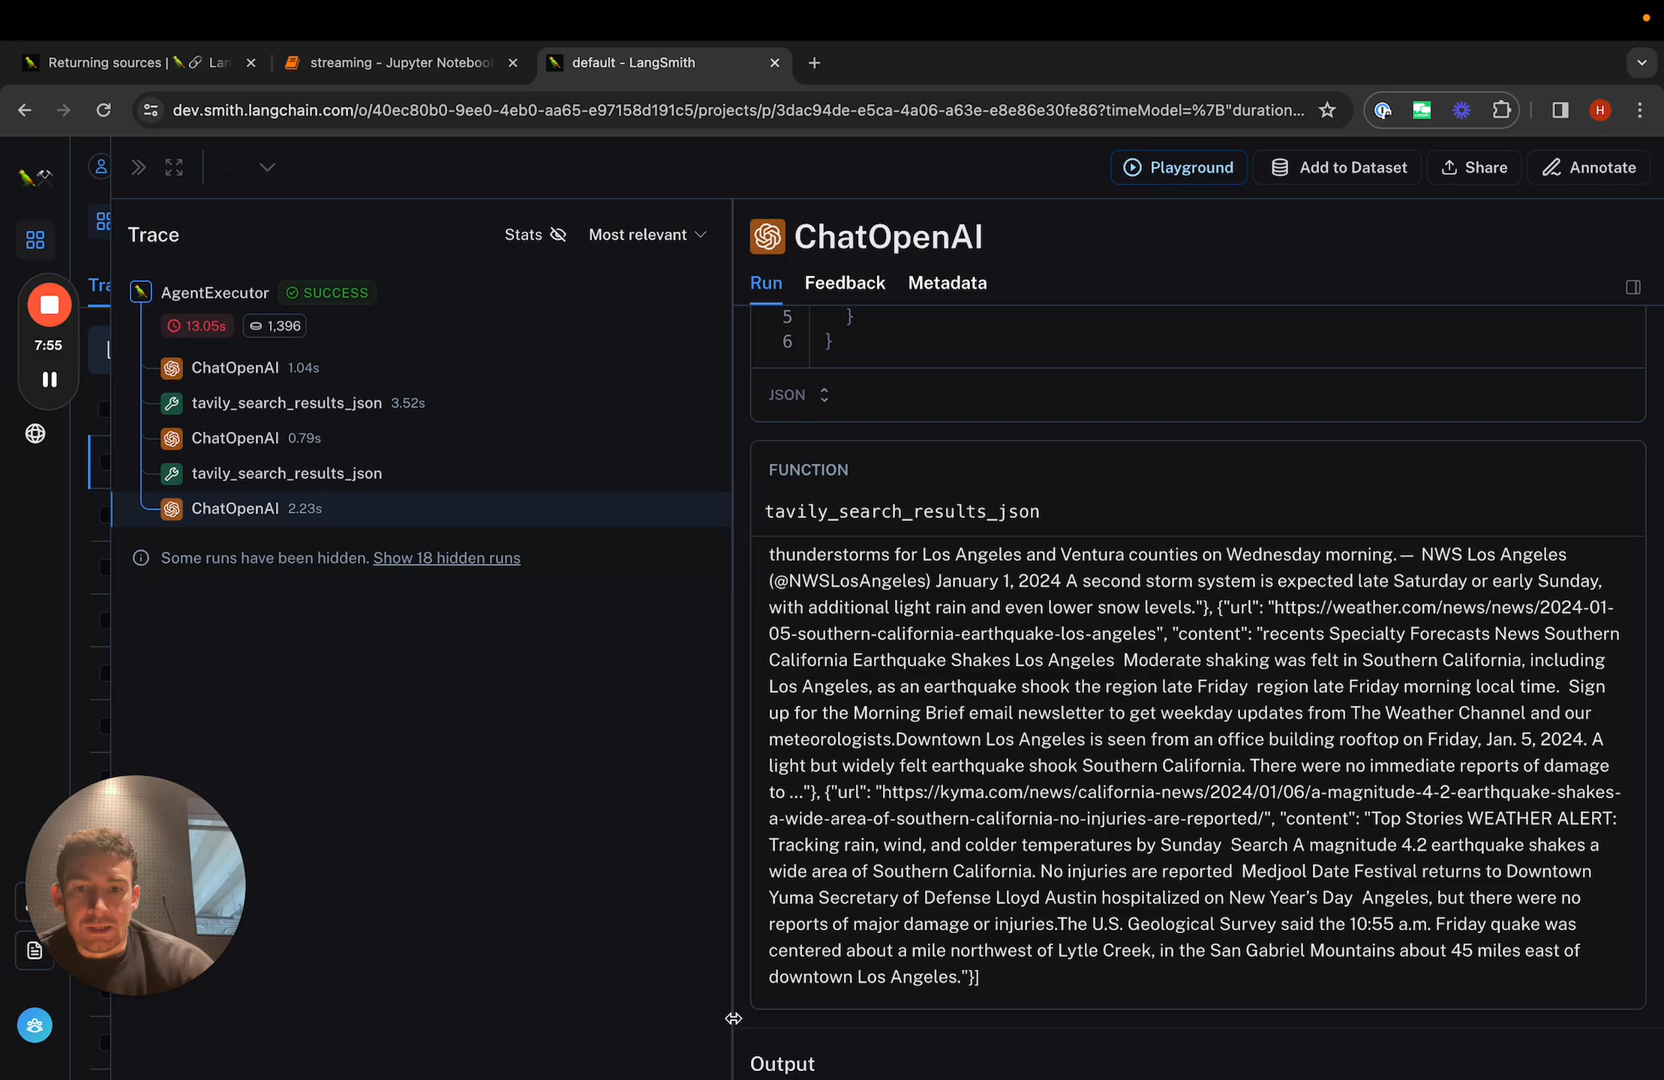 Returning sources | Lan
streaming - Jupyter Notebook
default - LangSmith
dev.smith.langchain.com/o/40ec80b0-9ee0-4eb0-aa65-e97158d191c5/projects/p/3dac94de-e5ca-4a06-a63e-e8e86e30fe86?timeModel=%7B"duration...
H
Playground
Add to Dataset
Share
Annotate
Trace
Stats
Most relevant
ChatOpenAI
Run
Feedback
Metadata
Tra
AgentExecutor
SUCCESS
13.05s
1,396
7:55
ChatOpenAI 1.04s
tavily_search_results_json 3.52s
ChatOpenAI 0.79s
tavily_search_results_json
ChatOpenAI 2.23s
Some runs have been hidden. Show 18 hidden runs
5 }
6 }
JSON
FUNCTION
tavily_search_results_json
thunderstorms for Los Angeles and Ventura counties on Wednesday morning.— NWS Los Angeles
(@NWSLosAngeles) January 1, 2024 A second storm system is expected late Saturday or early Sunday,
with additional light rain and even lower snow levels."}, {"url": "https://weather.com/news/news/2024-01-
05-southern-california-earthquake-los-angeles", "content": "recents Specialty Forecasts News Southern
California Earthquake Shakes Los Angeles Moderate shaking was felt in Southern California, including
Los Angeles, as an earthquake shook the region late Friday region late Friday morning local time. Sign
up for the Morning Brief email newsletter to get weekday updates from The Weather Channel and our
meteorologists.Downtown Los Angeles is seen from an office building rooftop on Friday, Jan. 5, 2024. A
light but widely felt earthquake shook Southern California. There were no immediate reports of damage
to ..."}, {"url": "https://kyma.com/news/california-news/2024/01/06/a-magnitude-4-2-earthquake-shakes-
a-wide-area-of-southern-california-no-injuries-are-reported/", "content": "Top Stories WEATHER ALERT:
Tracking rain, wind, and colder temperatures by Sunday Search A magnitude 4.2 earthquake shakes a
wide area of Southern California. No injuries are reported Medjool Date Festival returns to Downtown
Yuma Secretary of Defense Lloyd Austin hospitalized on New Year's Day Angeles, but there were no
reports of major damage or injuries.The U.S. Geological Survey said the 10:55 a.m. Friday quake was
centered about a mile northwest of Lytle Creek, in the San Gabriel Mountains about 45 miles east of
downtown Los Angeles."}]
Output